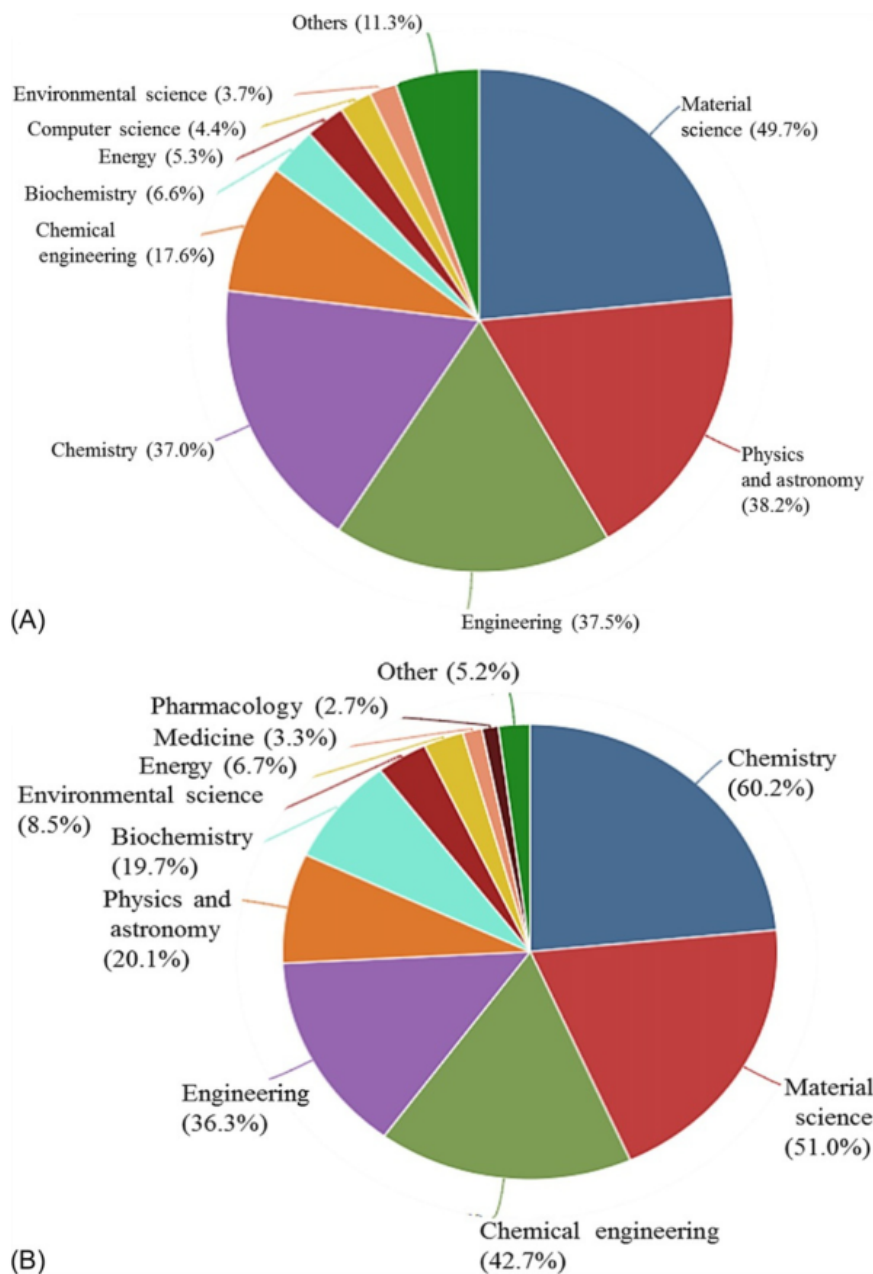 Others (11.3%)
Environmental science (3.7%)
Computer science (4.4%)
Energy (5.3%)
Biochemistry (6.6%)
Chemical
engineering (17.6%)
Chemistry (37.0%)
Material
science (49.7%)
Physics
and astronomy
(38.2%)
Engineering (37.5%)
(A)
Other (5.2%)
Pharmacology (2.7%)
Medicine (3.3%)
Energy (6.7%)
Environmental science
(8.5%)
Biochemistry
(19.7%)
Physics and
astronomy
(20.1%)
Engineering
(36.3%)
Chemistry
(60.2%)
Material
science
(51.0%)
Chemical engineering
(42.7%)
(B)